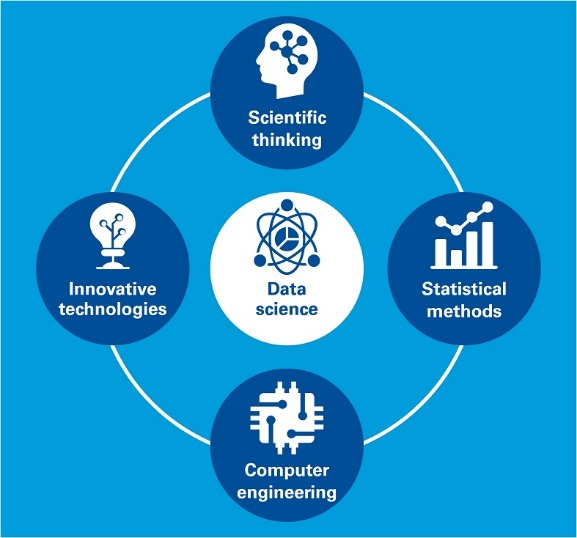 Scientific
thinking
Innovative
technologies
Data
science
Statistical
methods
Computer
engineering